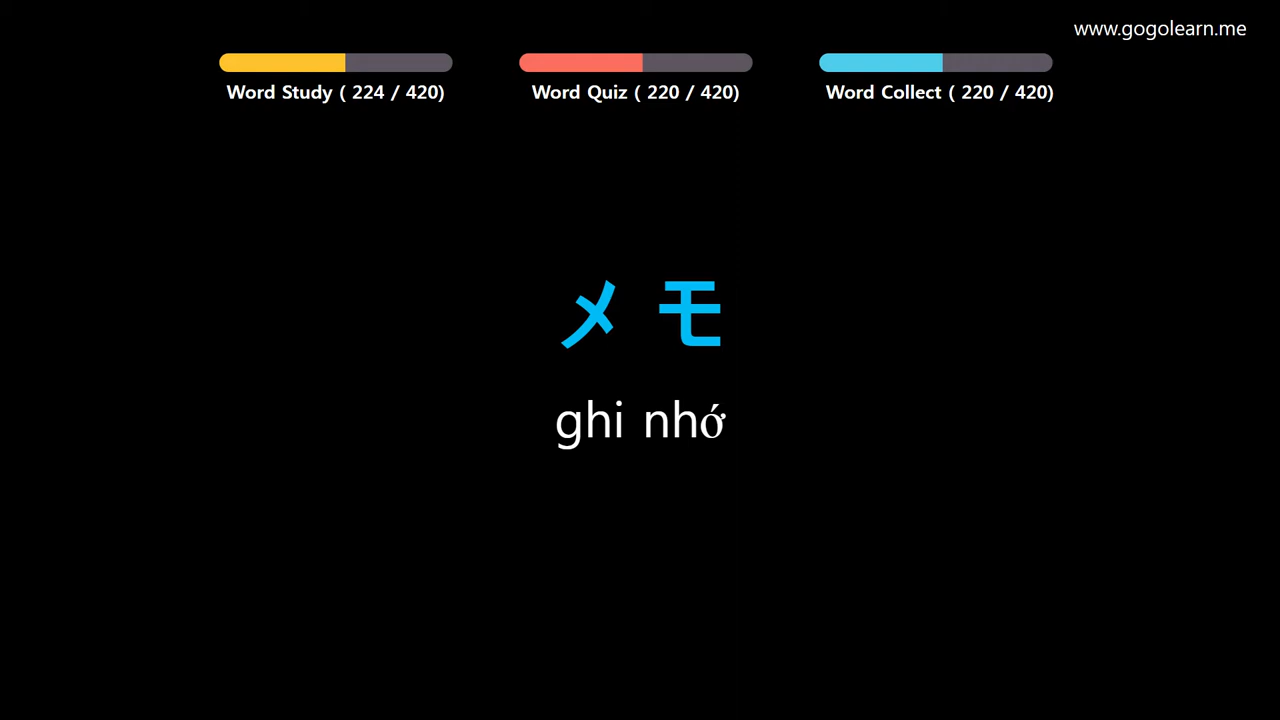 www.gogolearn.me
Word Study ( 224 / 420)
Word Quiz ( 220 / 420)
Word Collect ( 220 / 420)
メモ
ghi nhớ